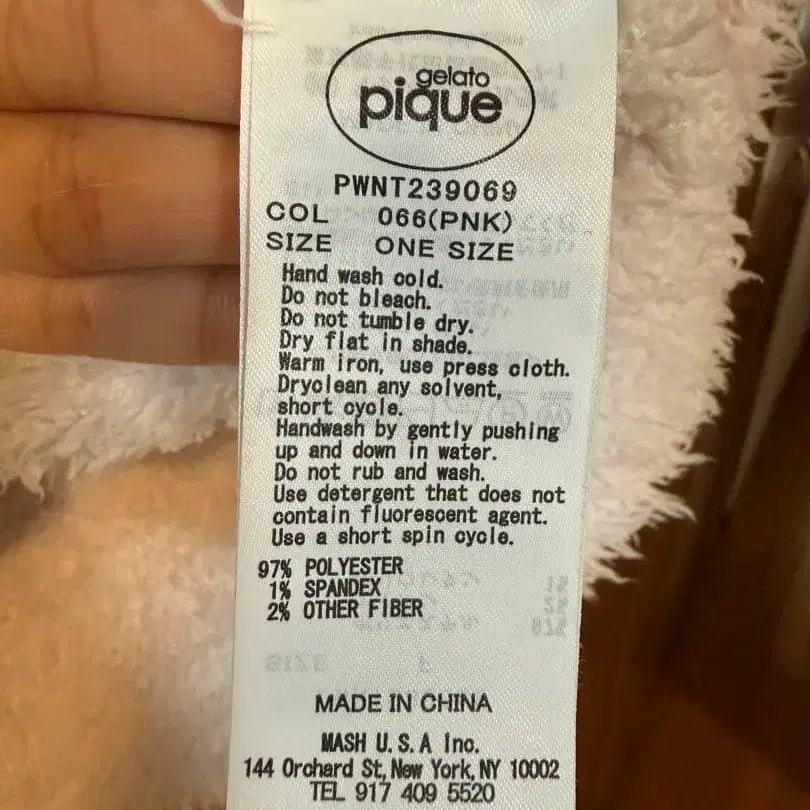 gelato
pique
PWNT239069
COL 066(PNK)
SIZE ONE SIZE
Hand wash cold.
Do not bleach.
Do not tumble dry.
Dry flat in shade.
Warm iron, use press cloth.
Dryclean any solvent,
short cycle.
Handwash by gently pushing
up and down in water.
Do not rub and wash.
Use detergent that does not
contain fluorescent agent.
Use a short spin cycle.
97% POLYESTER
1% SPANDEX
2% OTHER FIBER
MADE IN CHINA
MASH U.S.A Inc.
144 Orchard St, New York, NY 10002
TEL 917 409 5520